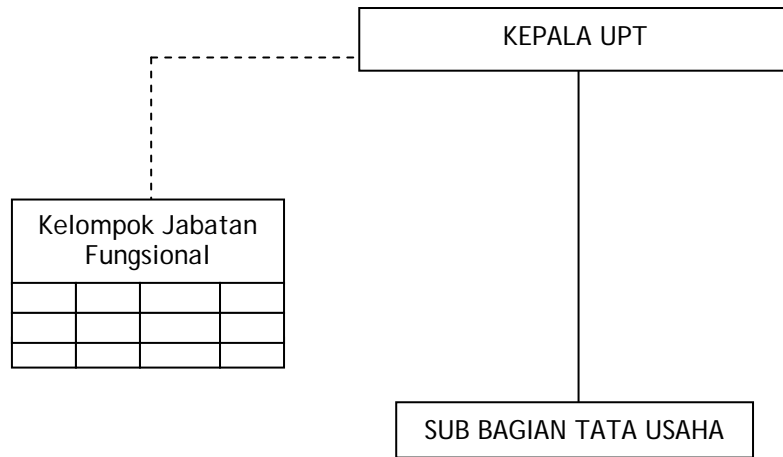 KEPALA UPT
Kelompok Jabatan
Fungsional
SUB BAGIAN TATA USAHA